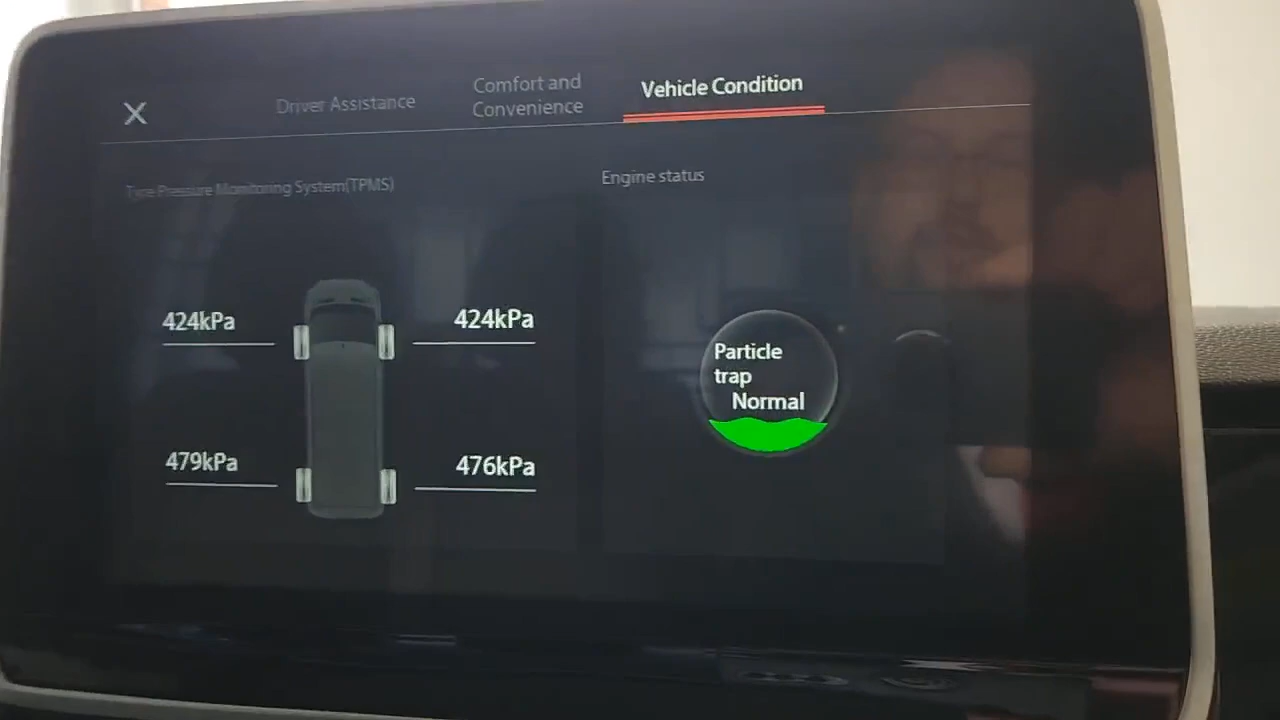 X
Driver Assistance
Comfort and
Convenience
Vehicle Condition
Tyre Pressure Monitoring System(TPMS)
Engine status
424kPa
424kPa
Particle
trap
Normal
479kPa
476kPa